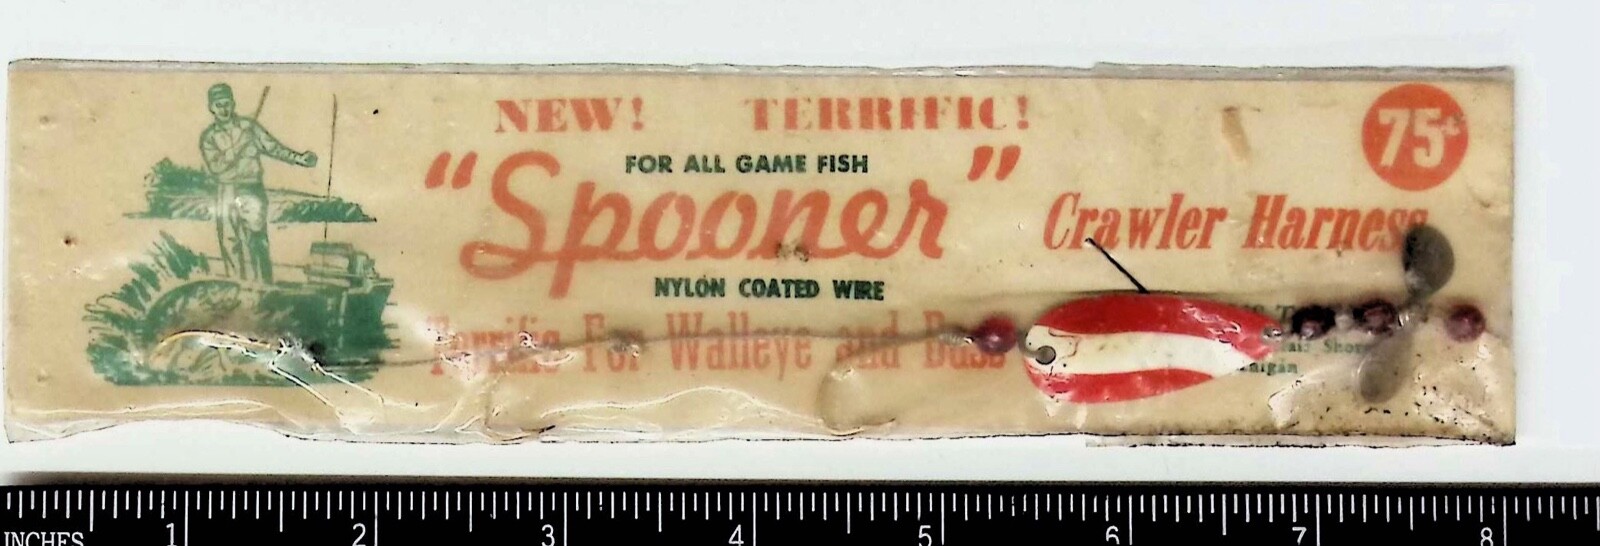 NEW! TERRIFIC!
75¢
FOR ALL GAME FISH
"Spooner"
Crawler Harness
NYLON COATED WIRE
Terrific For Walleye and Bass
INCHES 1 2 3 4 5 6 7 8